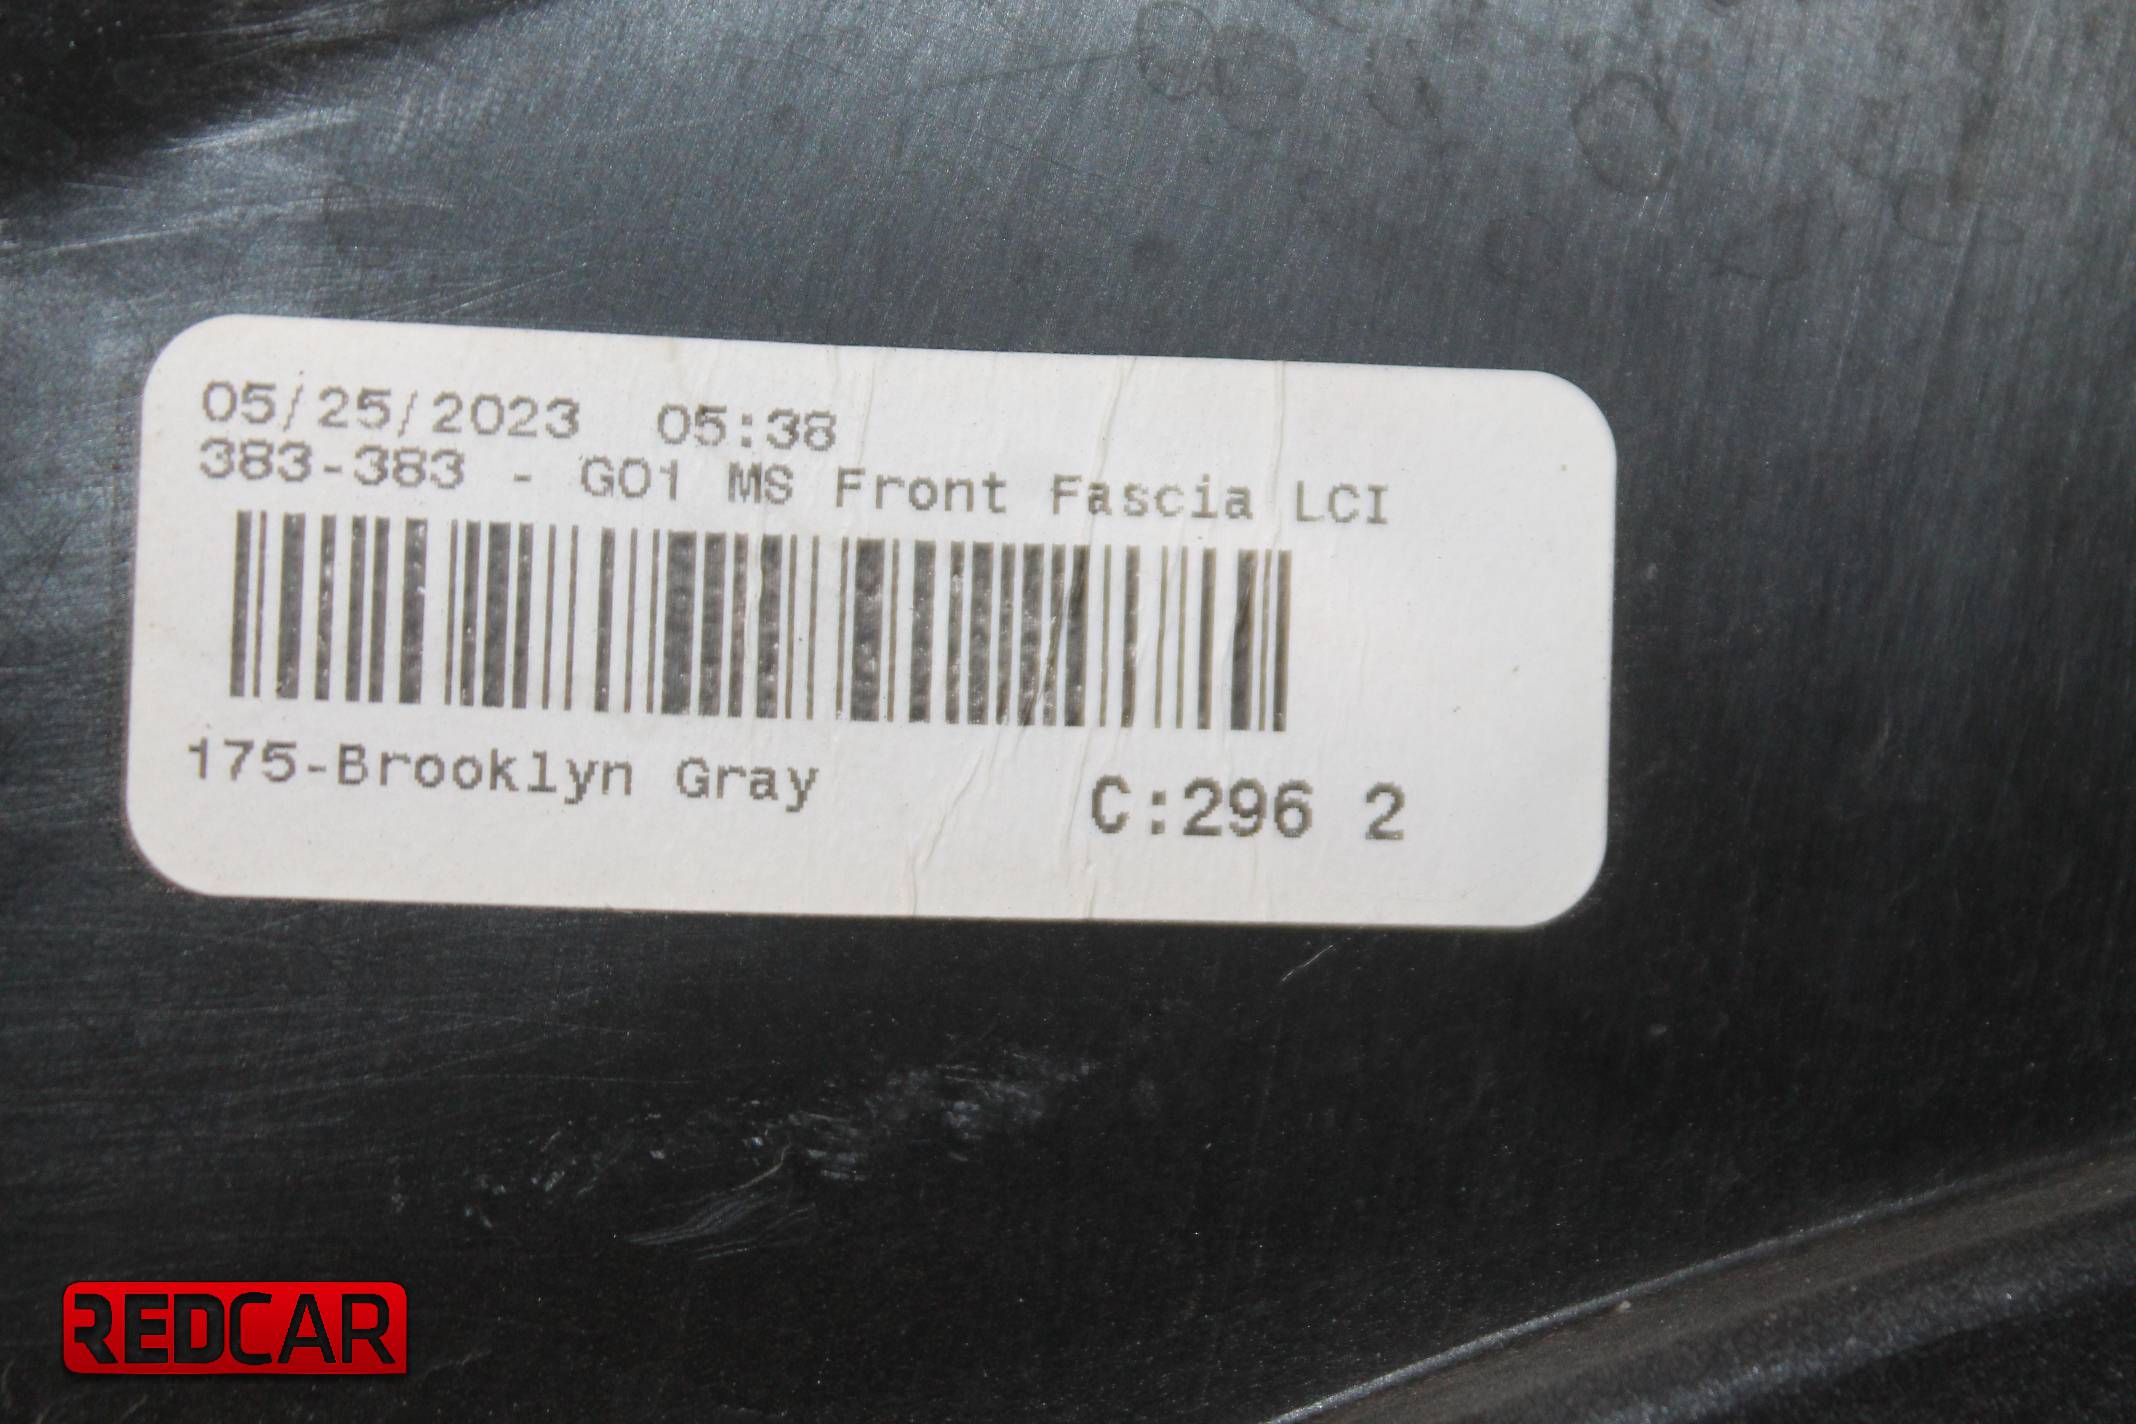 05/25/2023 05:38
383-383 - G01 MS Front Fascia LCI
175-Brooklyn Gray
C:296 2
REDCAR